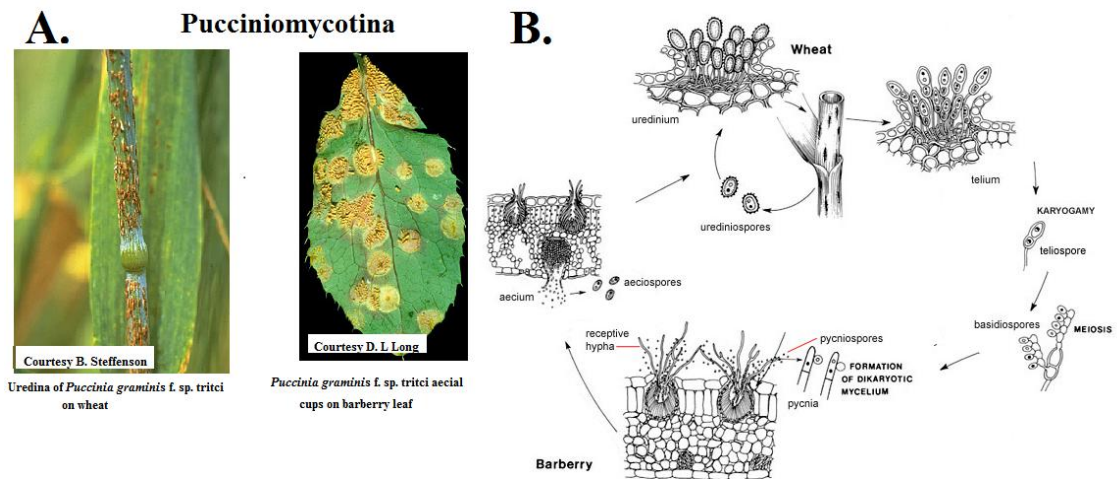 Pucciniomycotina
A.
Courtesy B. Steffenson
Uredina of Puccinia graminis f. sp. tritci
on wheat
Courtesy D. L Long
Puccinia graminis f. sp. tritci aecial
cups on barberry leaf
B.
Wheat
uredinium
telium
urediniospores
KARYOGAMY
teliospore
aecium
aeciospores
basidiospores
MEIOSIS
receptive
hypha
pycniospores
FORMATION
OF DIKARYOTIC
MYCELIUM
pycnia
Barberry